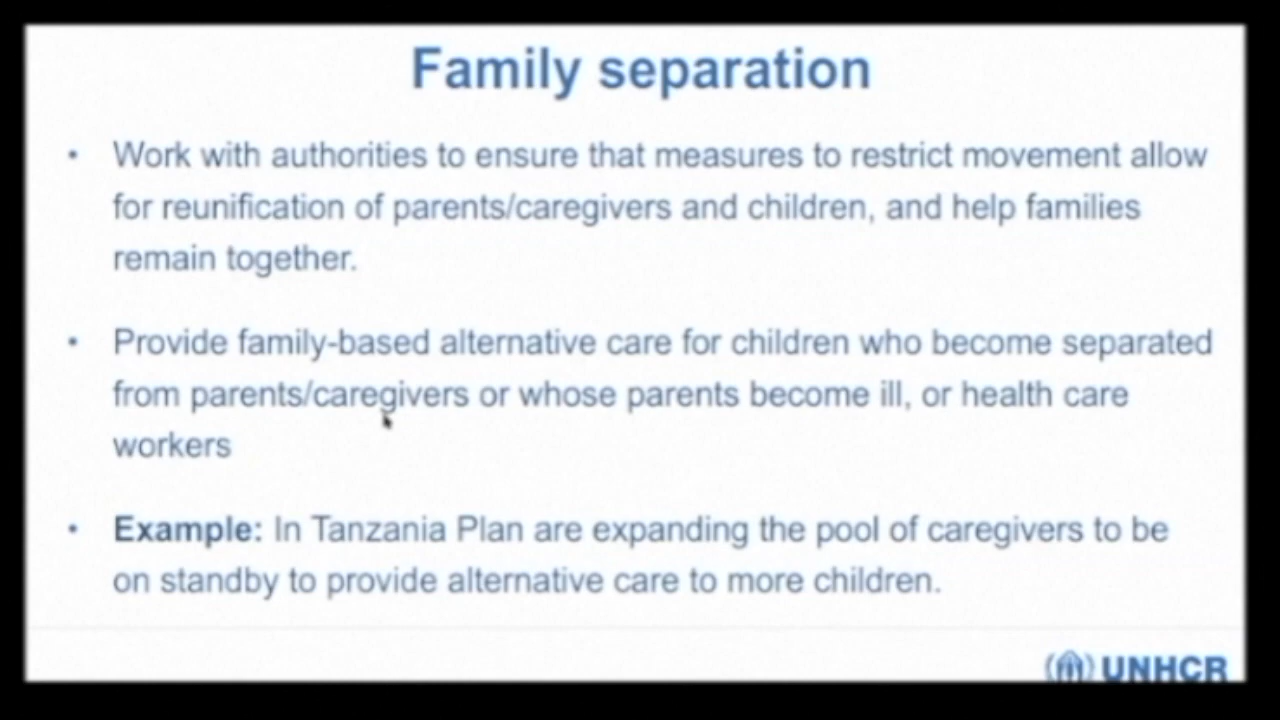 Family separation
• Work with authorities to ensure that measures to restrict movement allow
for reunification of parents/caregivers and children, and help families
remain together.
• Provide family-based alternative care for children who become separated
from parents/caregivers or whose parents become ill, or health care
workers
• Example: In Tanzania Plan are expanding the pool of caregivers to be
on standby to provide alternative care to more children.
UNHCR